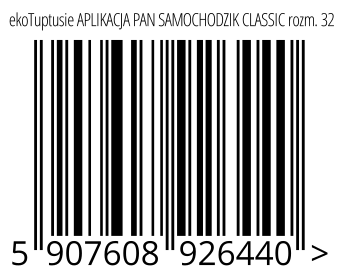 ekoTuptusie APLIKACJA PAN SAMOCHODZIK CLASSIC rozm. 32
5 907608 926440 >